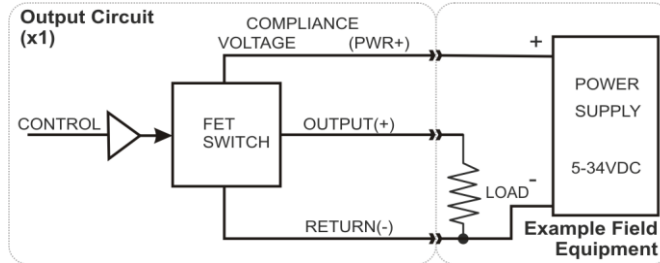 Output Circuit
(x1)
COMPLIANCE
VOLTAGE (PWR+)
CONTROL
FET
SWITCH
OUTPUT(+)
RETURN(-)
LOAD
+
-
POWER
SUPPLY
5-34VDC
Example Field
Equipment